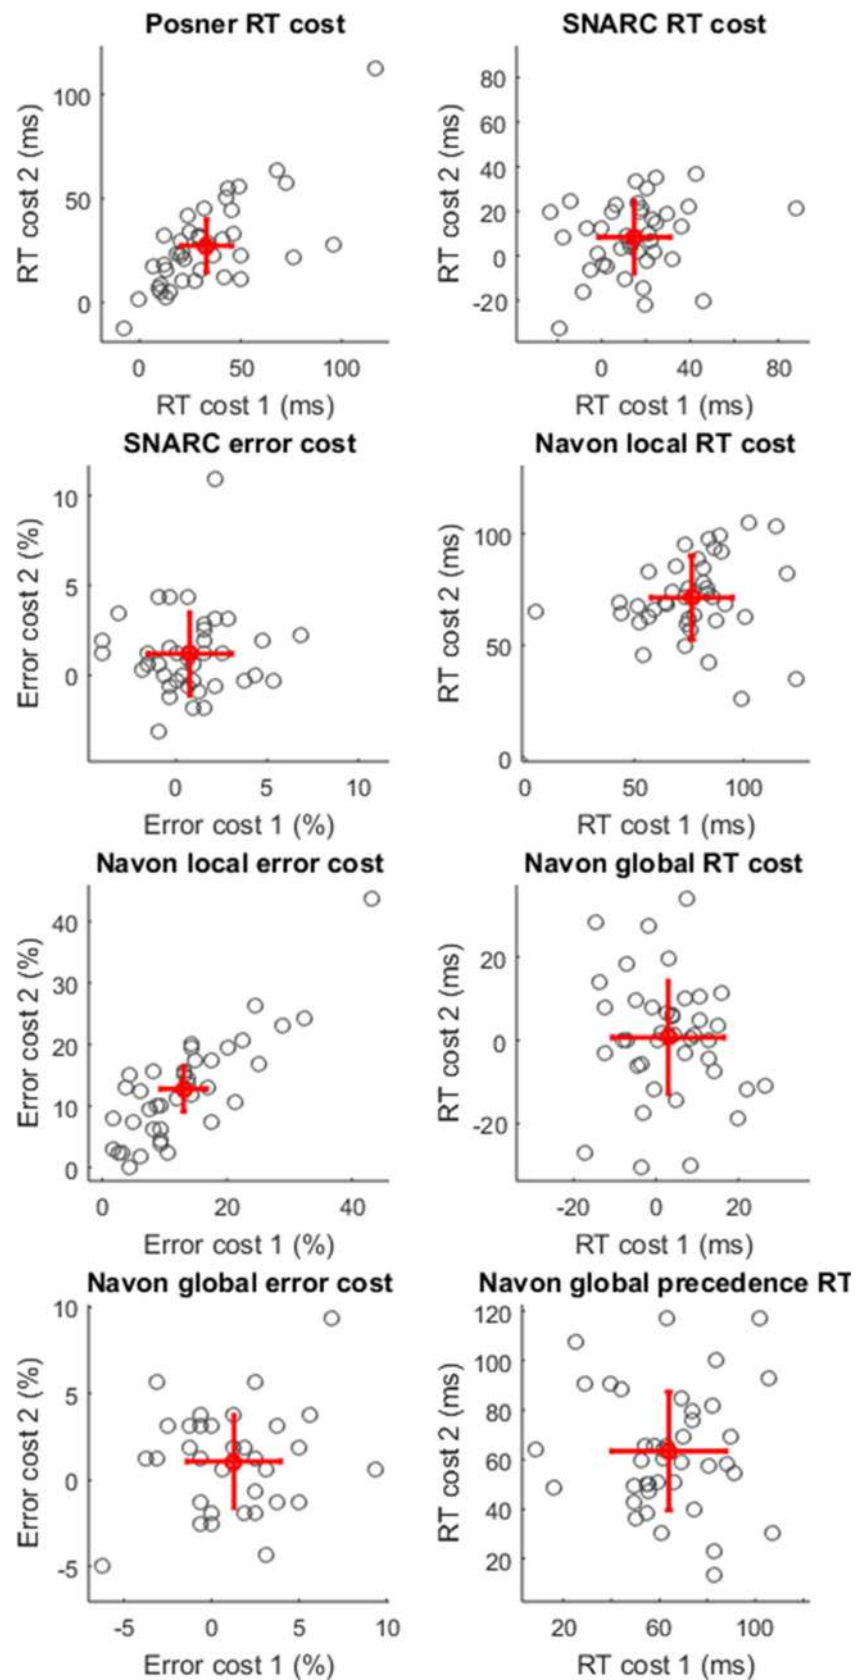 Posner RT cost
RT cost 2 (ms)
100
50
0
0 50 100
RT cost 1 (ms)
SNARC RT cost
RT cost 2 (ms)
80
60
40
20
0
-20
0 40 80
RT cost 1 (ms)
SNARC error cost
Error cost 2 (%)
10
5
0
0 5 10
Error cost 1 (%)
Navon local RT cost
RT cost 2 (ms)
100
50
0
0 50 100
RT cost 1 (ms)
Navon local error cost
Error cost 2 (%)
40
30
20
10
0
0 20 40
Error cost 1 (%)
Navon global RT cost
RT cost 2 (ms)
20
0
-20
-20 0 20
RT cost 1 (ms)
Navon global error cost
Error cost 2 (%)
10
5
0
-5
-5 0 5 10
Error cost 1 (%)
Navon global precedence RT
RT cost 2 (ms)
120
100
80
60
40
20
20 60 100
RT cost 1 (ms)